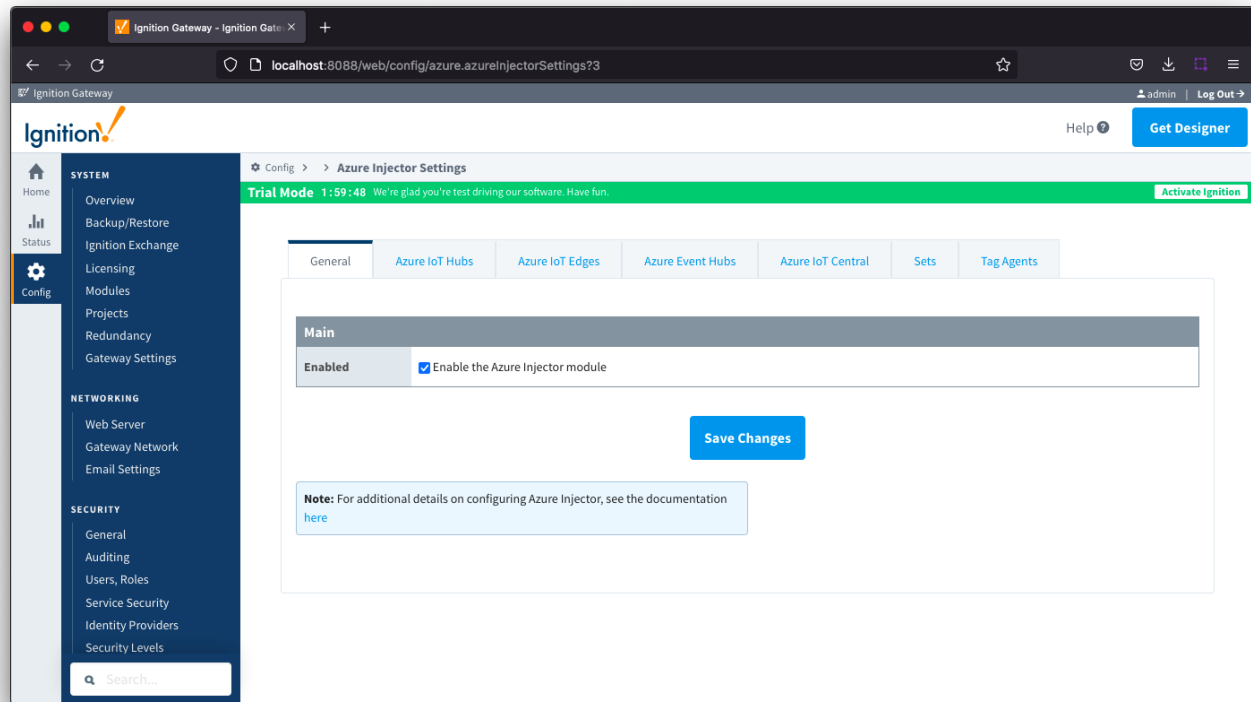 Ignition Gateway - Ignition Gate
localhost:8088/web/config/azure.azureInjectorSettings?3
Ignition Gateway
admin | Log Out
Ignition!
Help
Get Designer
Home
Status
Config
SYSTEM
Overview
Backup/Restore
Ignition Exchange
Licensing
Modules
Projects
Redundancy
Gateway Settings
NETWORKING
Web Server
Gateway Network
Email Settings
SECURITY
General
Auditing
Users, Roles
Service Security
Identity Providers
Security Levels
Search...
Config > > Azure Injector Settings
Trial Mode 1:59:48 We're glad you're test driving our software. Have fun.
Activate Ignition
General Azure IoT Hubs Azure IoT Edges Azure Event Hubs Azure IoT Central Sets Tag Agents
Main
Enabled Enable the Azure Injector module
Save Changes
Note: For additional details on configuring Azure Injector, see the documentation
here